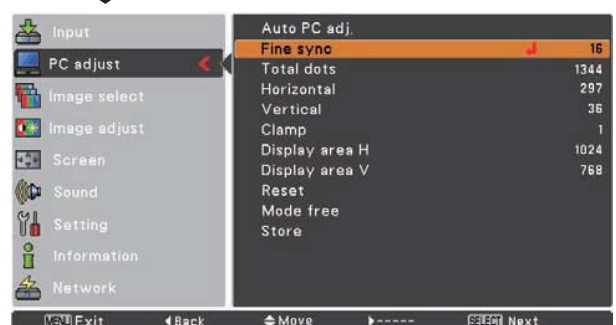 Input
PC adjust
Image select
Image adjust
Screen
Sound
Setting
Information
Network
Auto PC adj.
Fine sync 16
Total dots 1344
Horizontal 297
Vertical 36
Clamp 1
Display area H 1024
Display area V 768
Reset
Mode free
Store
MENU Exit ◀Back ◆Move ▶----- SELECT Next